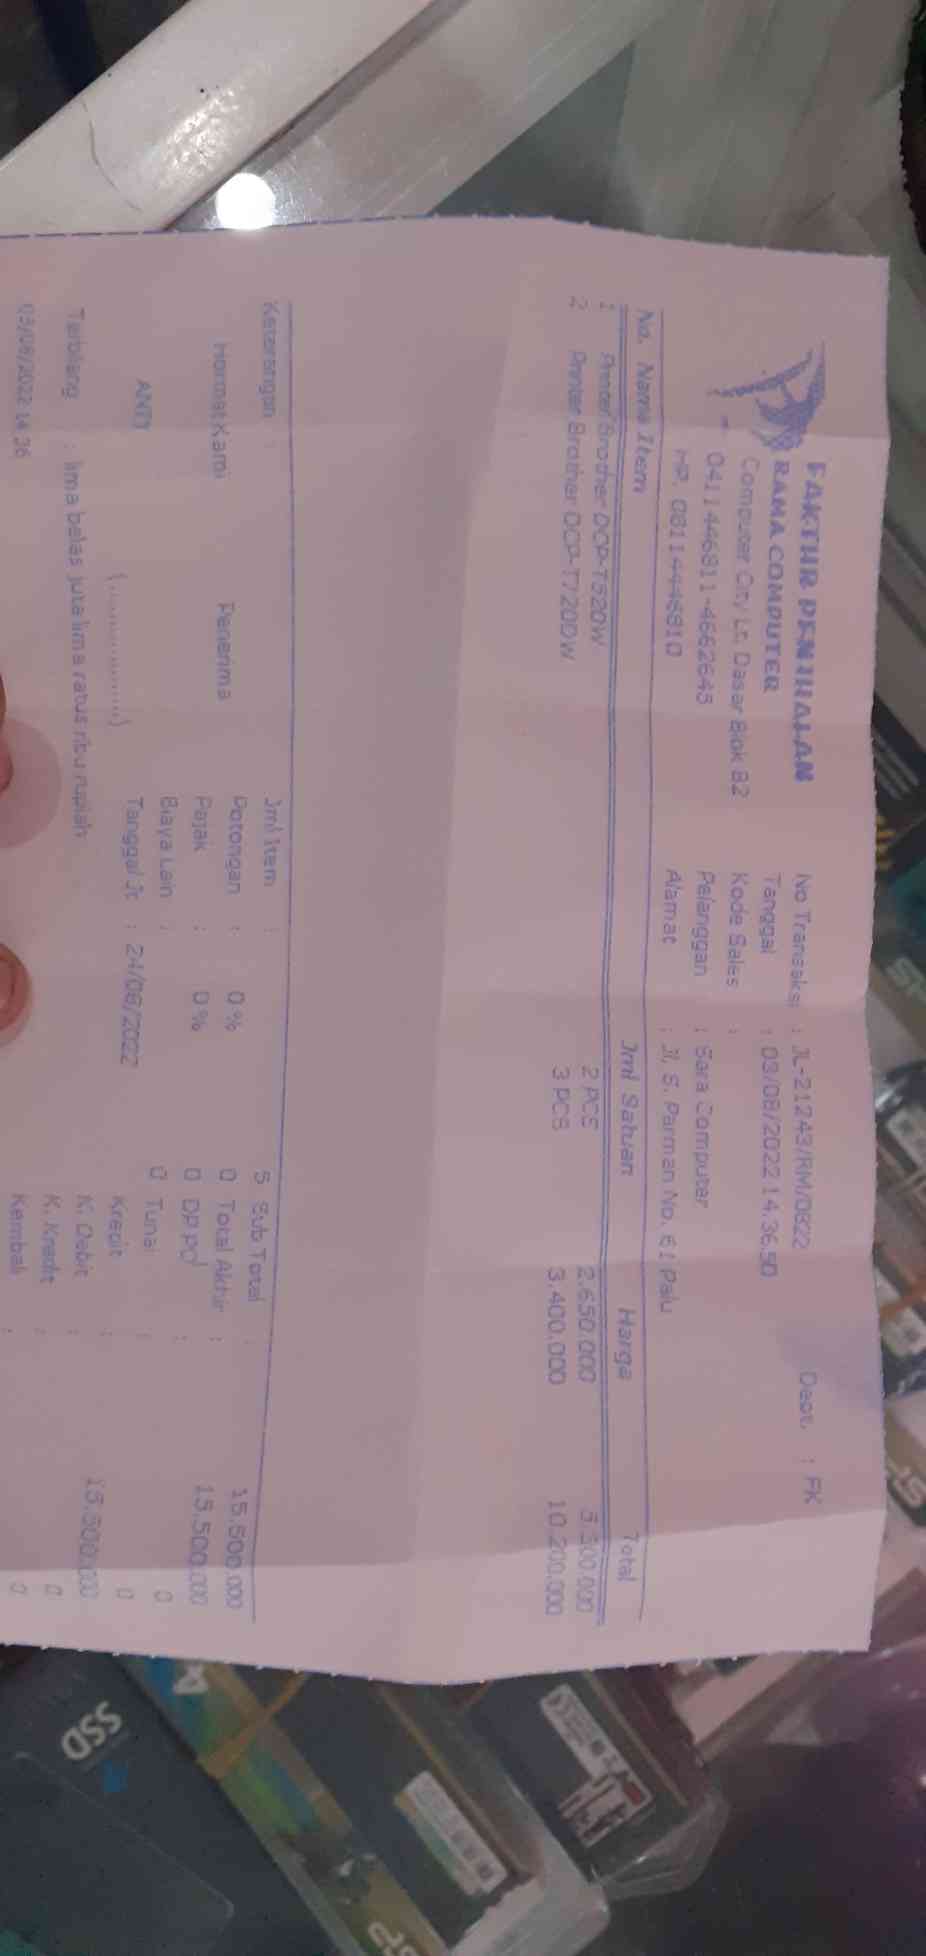 FAKTUR PENJUALAN
RAMA COMPUTER
Computer City Lt. Dasar Blok B2
0411 446811-4662645
HP. 0811446810
No Transaksi : JL-21243/RM/0822
Dept. : FK
Tanggal : 03/08/2022 14.36.50
Kode Sales :
Pelanggan : Sara Computer
Alamat : Jl. S. Parman No. 61 Palu
No. Nama Item Jml Satuan Harga Total
1 Printer Brother DCP-T520W 2 PCS 2.650.000 5.300.000
2 Printer Brother DCP-T720DW 3 PCS 3.400.000 10.200.000
Keterangan :
Hormat Kami
Penerima
(................)
Jml Item : 5
Potongan : 0 % 0
Pajak : 0 % 0
Biaya Lain : 0
Tanggal Jt : 24/08/2022
Sub Total : 15.500.000
Total Akhir : 15.500.000
DP PO : 0
Tunai : 0
Kredit : 15.500.000
K. Debit : 0
K. Kredit : 0
Kembali :
Terbilang : lima belas juta lima ratus ribu rupiah
03/08/2022 14.36
SSD